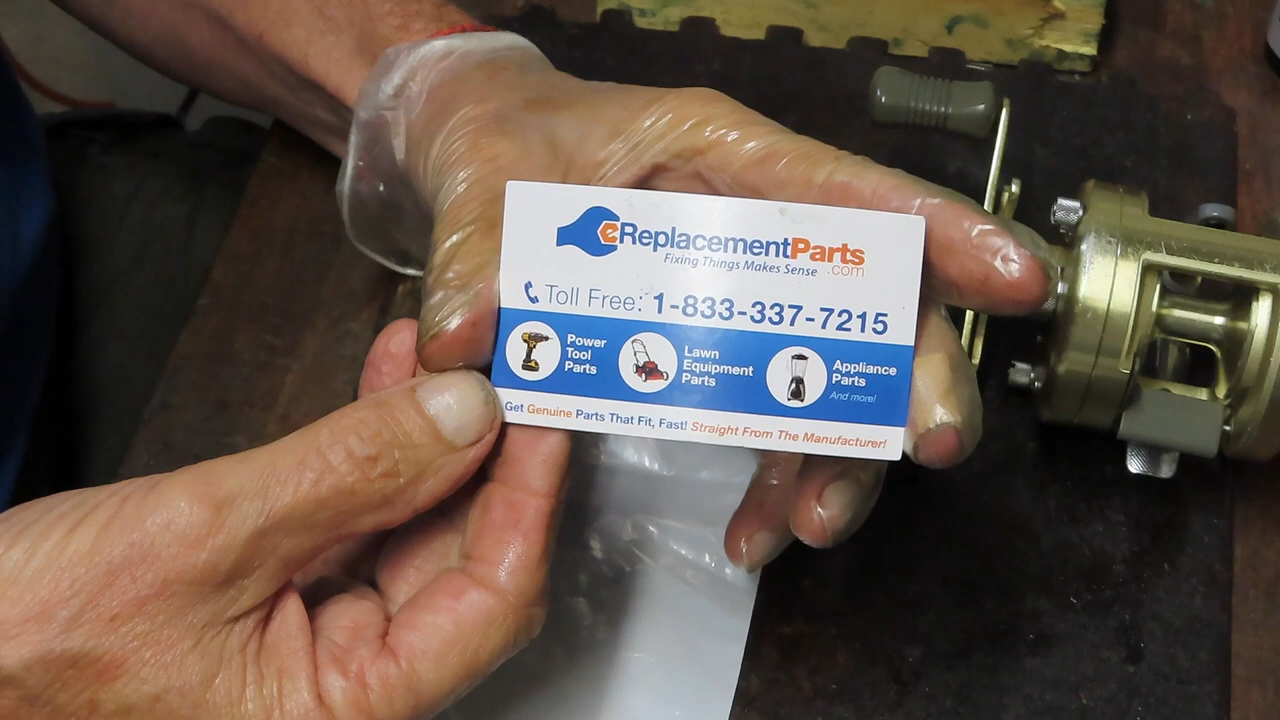 eReplacementParts
.com
Fixing Things Makes Sense
Toll Free: 1-833-337-7215
Power
Tool
Parts
Lawn
Equipment
Parts
Appliance
Parts
And more!
Get Genuine Parts That Fit, Fast! Straight From The Manufacturer!